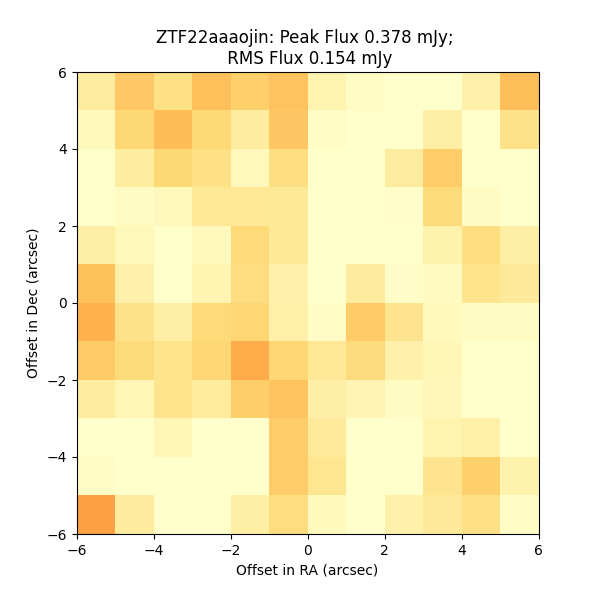 ZTF22aaaojin: Peak Flux 0.378 mJy;
RMS Flux 0.154 mJy
6
4
2
0
−2
−4
−6
Offset in Dec (arcsec)
−6 −4 −2 0 2 4 6
Offset in RA (arcsec)